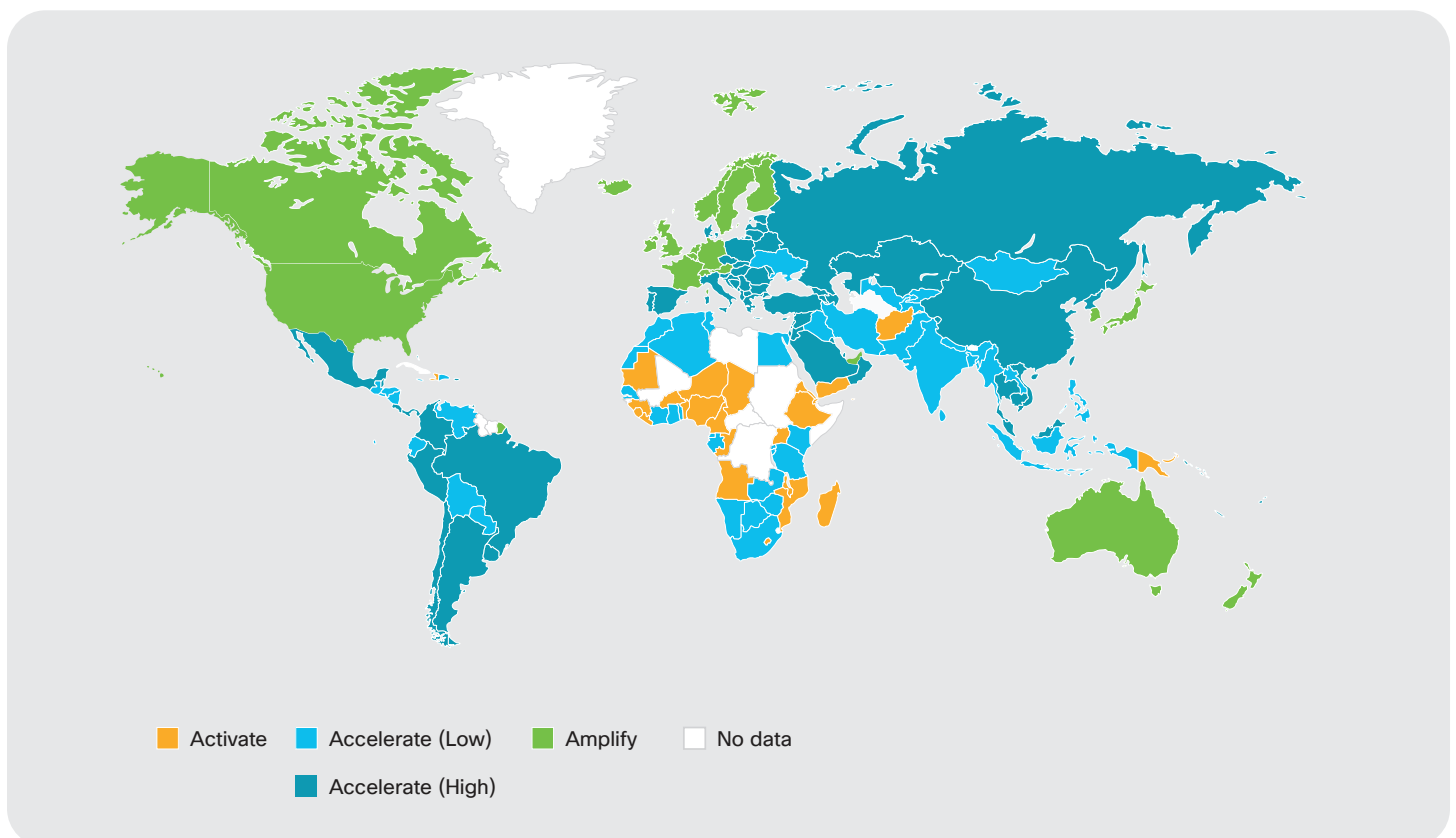 Activate
Accelerate (Low)
Amplify
No data
Accelerate (High)